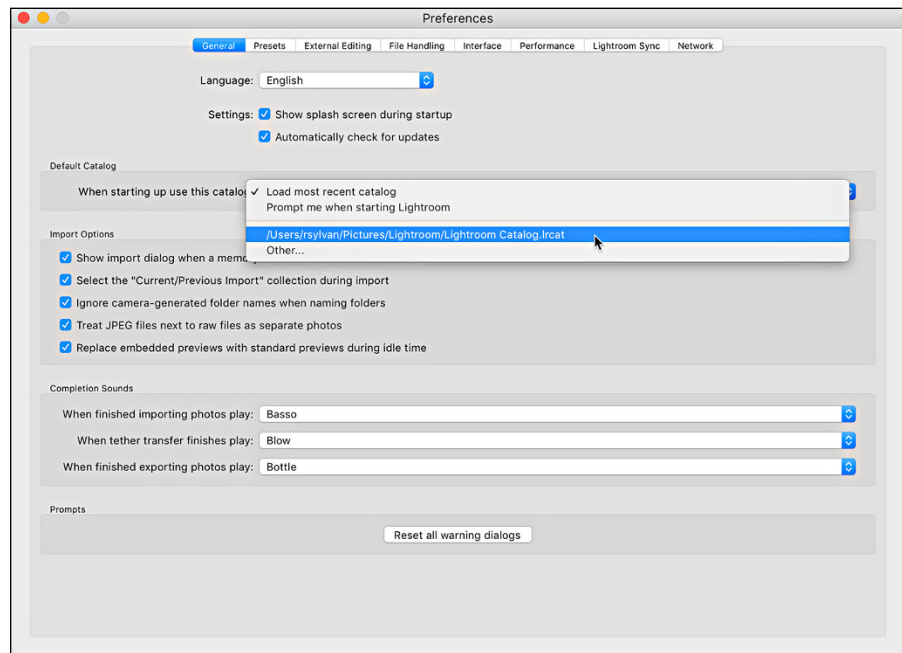 Preferences
General Presets External Editing File Handling Interface Performance Lightroom Sync Network
Language: English
Settings: Show splash screen during startup
Automatically check for updates
Default Catalog
When starting up use this catalog
Load most recent catalog
Prompt me when starting Lightroom
/Users/rsylvan/Pictures/Lightroom/Lightroom Catalog.lrcat
Other...
Import Options
Show import dialog when a
Select the "Current/Previous Import" collection during import
Ignore camera-generated folder names when naming folders
Treat JPEG files next to raw files as separate photos
Replace embedded previews with standard previews during idle time
Completion Sounds
When finished importing photos play: Basso
When tether transfer finishes play: Blow
When finished exporting photos play: Bottle
Prompts
Reset all warning dialogs